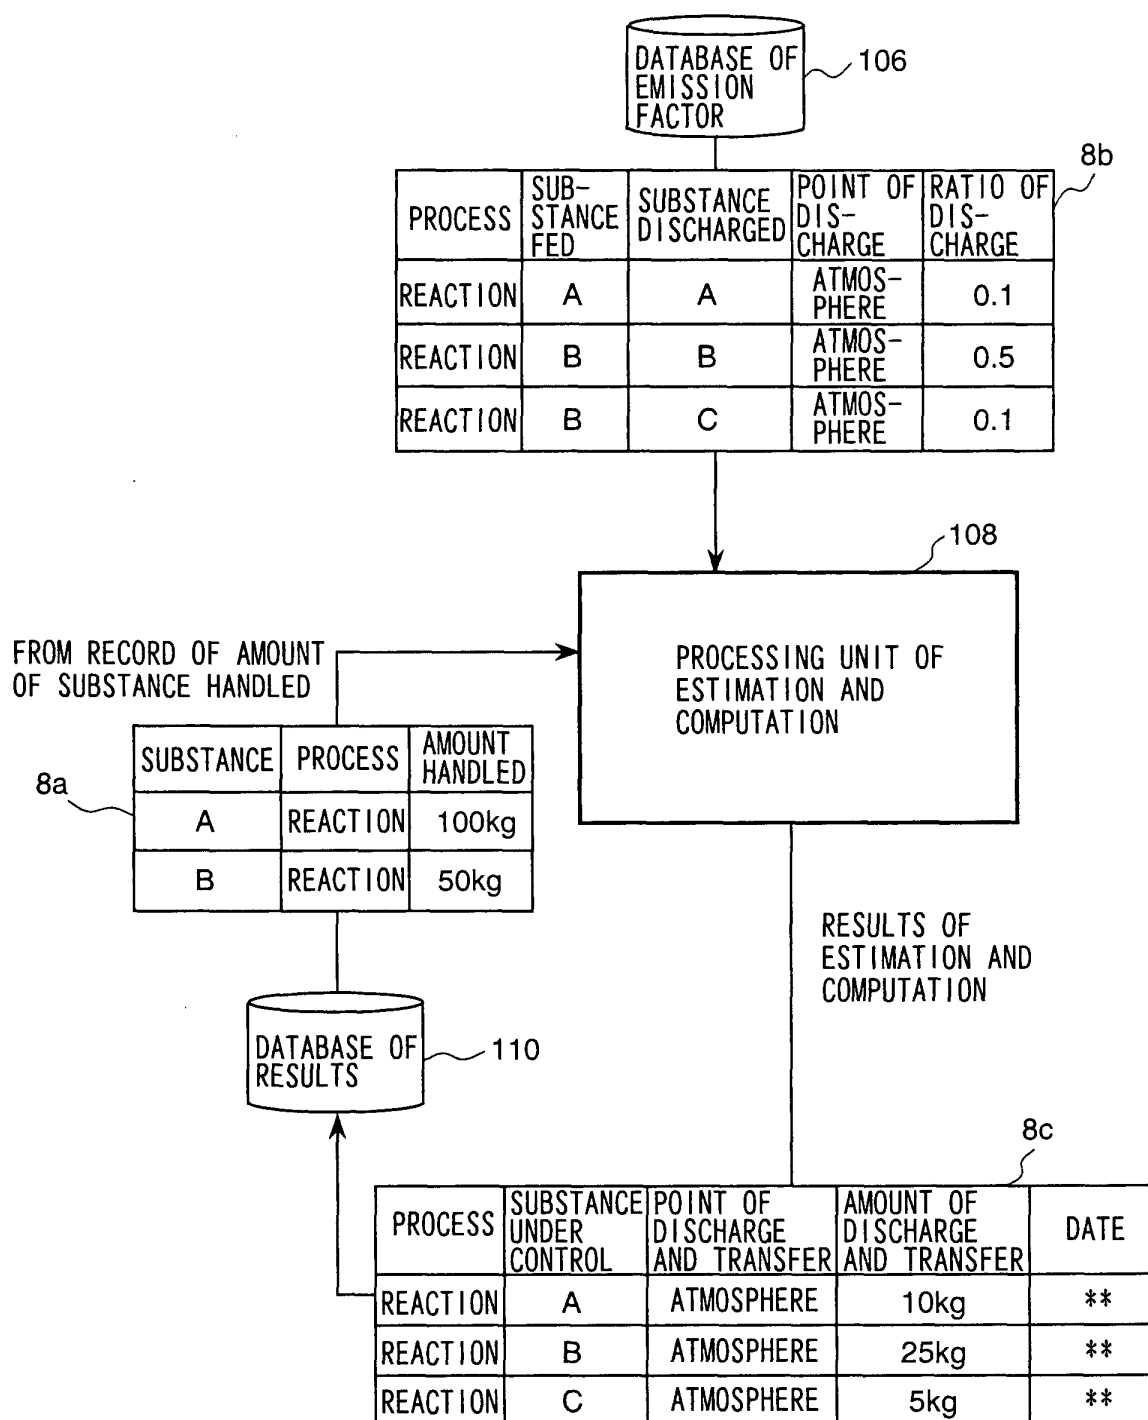 DATABASE OF
EMISSION
FACTOR
106
8b
PROCESS
SUB-
STANCE
FED
SUBSTANCE
DISCHARGED
POINT OF
DIS-
CHARGE
RATIO OF
DIS-
CHARGE
REACTION
A
A
ATMOS-
PHERE
0.1
REACTION
B
B
ATMOS-
PHERE
0.5
REACTION
B
C
ATMOS-
PHERE
0.1
108
PROCESSING UNIT OF
ESTIMATION AND
COMPUTATION
FROM RECORD OF AMOUNT
OF SUBSTANCE HANDLED
8a
SUBSTANCE
PROCESS
AMOUNT
HANDLED
A
REACTION
100kg
B
REACTION
50kg
RESULTS OF
ESTIMATION AND
COMPUTATION
DATABASE OF
RESULTS
110
8c
PROCESS
SUBSTANCE
UNDER
CONTROL
POINT OF
DISCHARGE
AND TRANSFER
AMOUNT OF
DISCHARGE
AND TRANSFER
DATE
REACTION
A
ATMOSPHERE
10kg
**
REACTION
B
ATMOSPHERE
25kg
**
REACTION
C
ATMOSPHERE
5kg
**